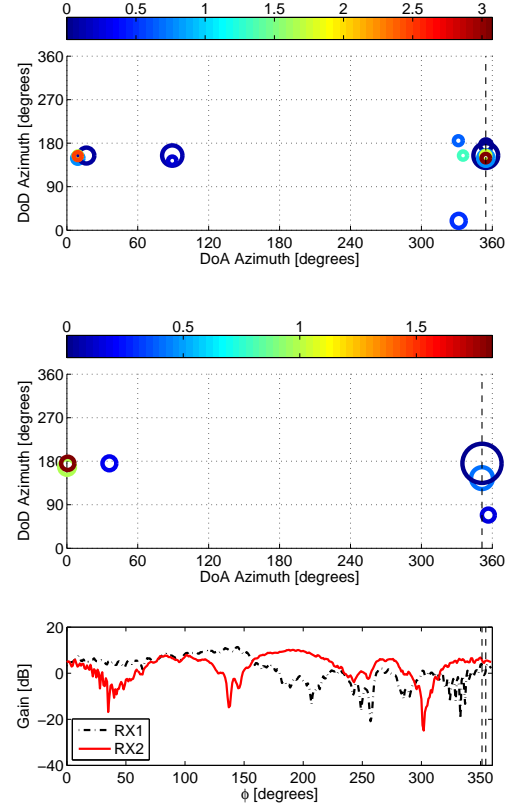 0 0.5 1 1.5 2 2.5 3
360
270
180
90
0
DoD Azimuth [degrees]
0 60 120 180 240 300 360
DoA Azimuth [degrees]
0 0.5 1 1.5
360
270
180
90
0
DoD Azimuth [degrees]
0 60 120 180 240 300 360
DoA Azimuth [degrees]
20
0
−20
−40
Gain [dB]
RX1
RX2
0 50 100 150 200 250 300 350
ϕ [degrees]